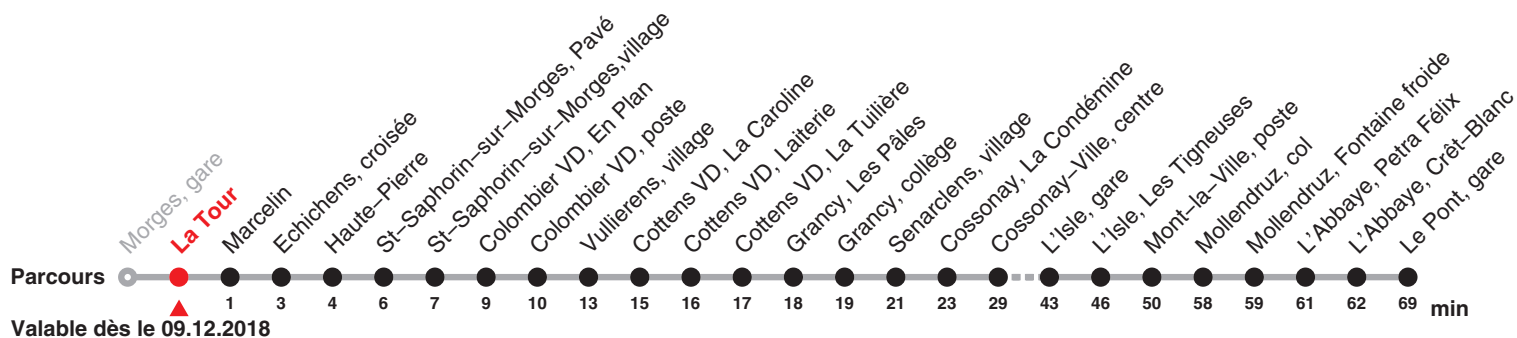 Morges, gare
La Tour
Marcelin
Echichens, croisée
Haute–Pierre
St–Saphorin–sur–Morges, Pavé
St–Saphorin–sur–Morges,village
Colombier VD, En Plan
Colombier VD, poste
Vullierens, village
Cottens VD, La Caroline
Cottens VD, Laiterie
Cottens VD, La Tuilière
Grancy, Les Pâles
Grancy, collège
Senarclens, village
Cossonay, La Condémine
Cossonay–Ville, centre
L'Isle, gare
L'Isle, Les Tigneuses
Mont–la–Ville, poste
Mollendruz, col
Mollendruz, Fontaine froide
L'Abbaye, Petra Félix
L'Abbaye, Crêt–Blanc
Le Pont, gare
Parcours
1 3 4 6 7 9 10 13 15 16 17 18 19 21 23 29 43 46 50 58 59 61 62 69 min
Valable dès le 09.12.2018